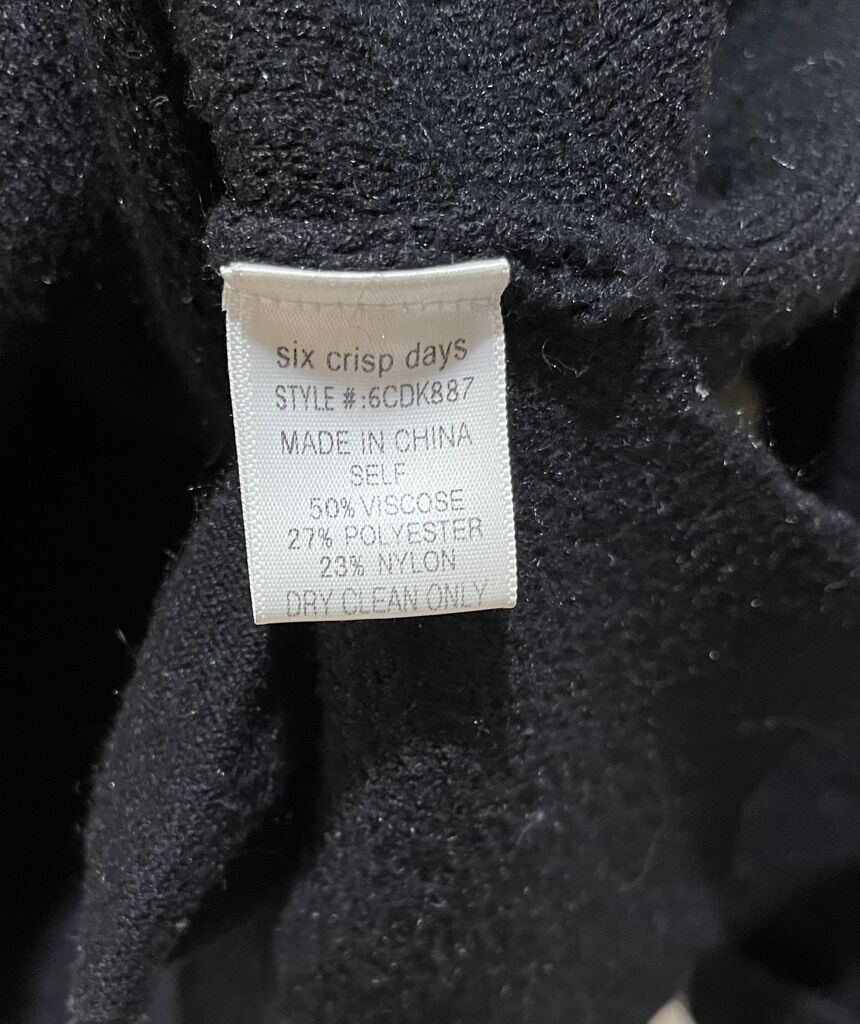 six crisp days
STYLE #:6CDK887
MADE IN CHINA
SELF
50% VISCOSE
27% POLYESTER
23% NYLON
DRY CLEAN ONLY